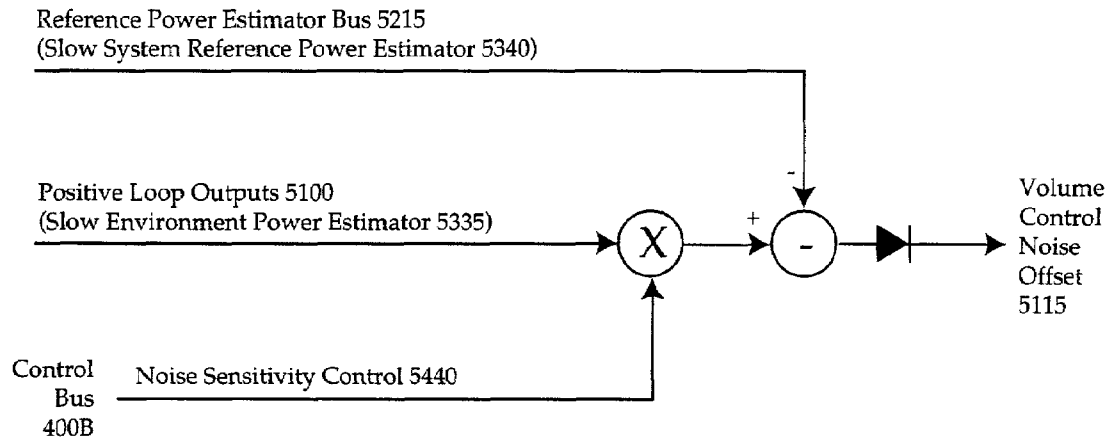 Reference Power Estimator Bus 5215
(Slow System Reference Power Estimator 5340)
-
Positive Loop Outputs 5100
(Slow Environment Power Estimator 5335)
X
+
-
Volume
Control
Noise
Offset
5115
Control
Bus
400B
Noise Sensitivity Control 5440